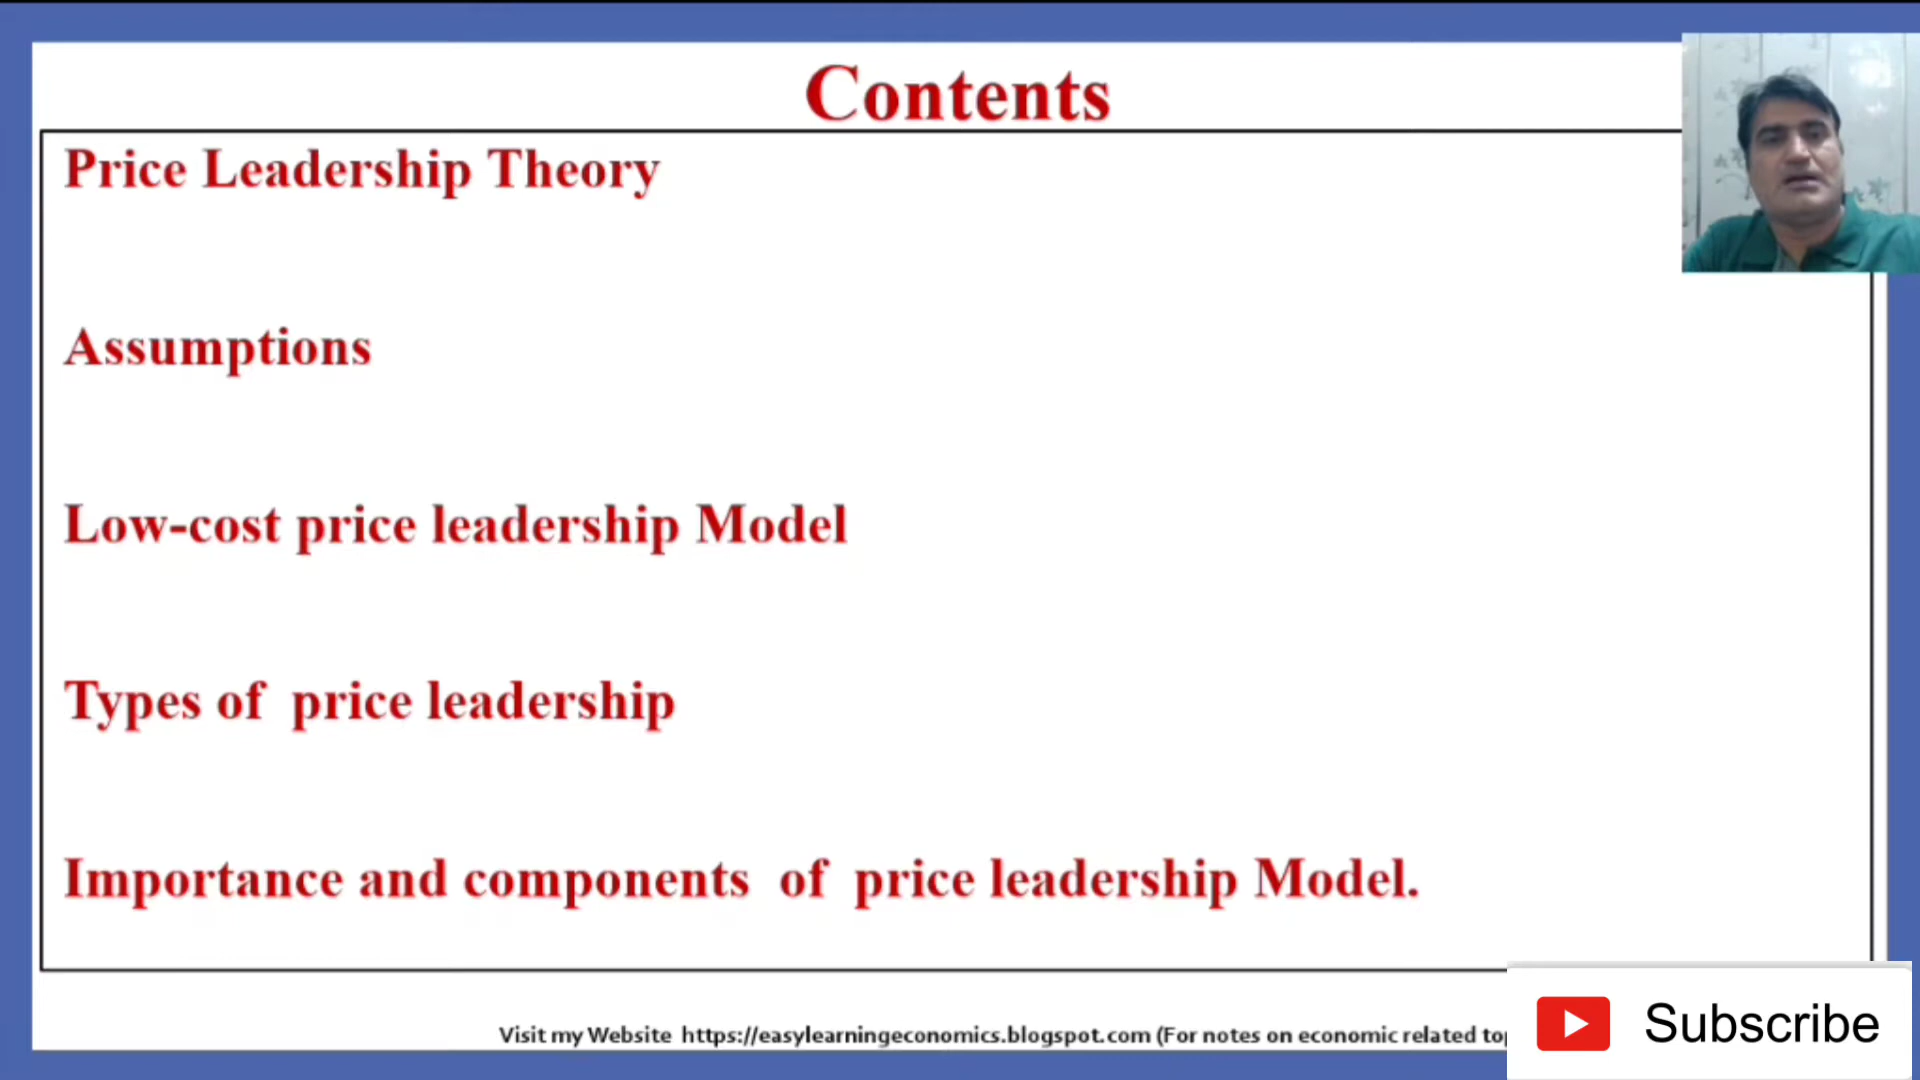 Contents
Price Leadership Theory
Assumptions
Low-cost price leadership Model
Types of price leadership
Importance and components of price leadership Model.
Visit my Website https://easylearningeconomics.blogspot.com (For notes on economic related
Subscribe